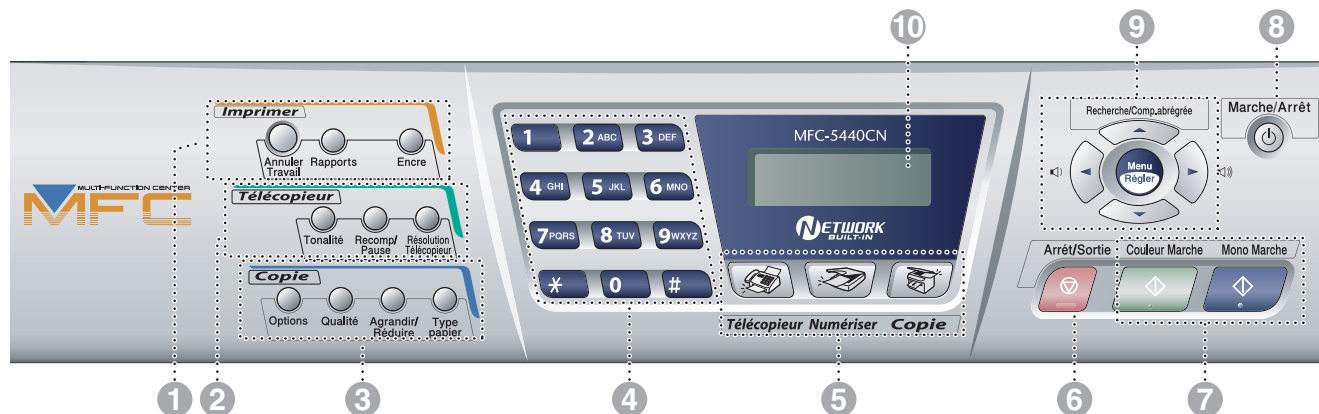 10
9
8
Imprimer
Annuler
Travail
Rapports
Encre
1
MULTI-FUNCTION CENTER
MFC
Télécopieur
Tonalité
Recomp/
Pause
Résolution
Télécopieur
2
Copie
Options
Qualité
Agrandir/
Réduire
Type
papier
3
1
2 ABC
3 DEF
4 GHI
5 JKL
6 MNO
7 PQRS
8 TUV
9 WXYZ
*
0
#
4
MFC-5440CN
NETWORK
BUILT-IN
Télécopieur Numériser Copie
5
Recherche/Comp.abrégrée
Menu
Régler
Marche/Arrêt
Arrét/Sortie
Couleur Marche
Mono Marche
6
7